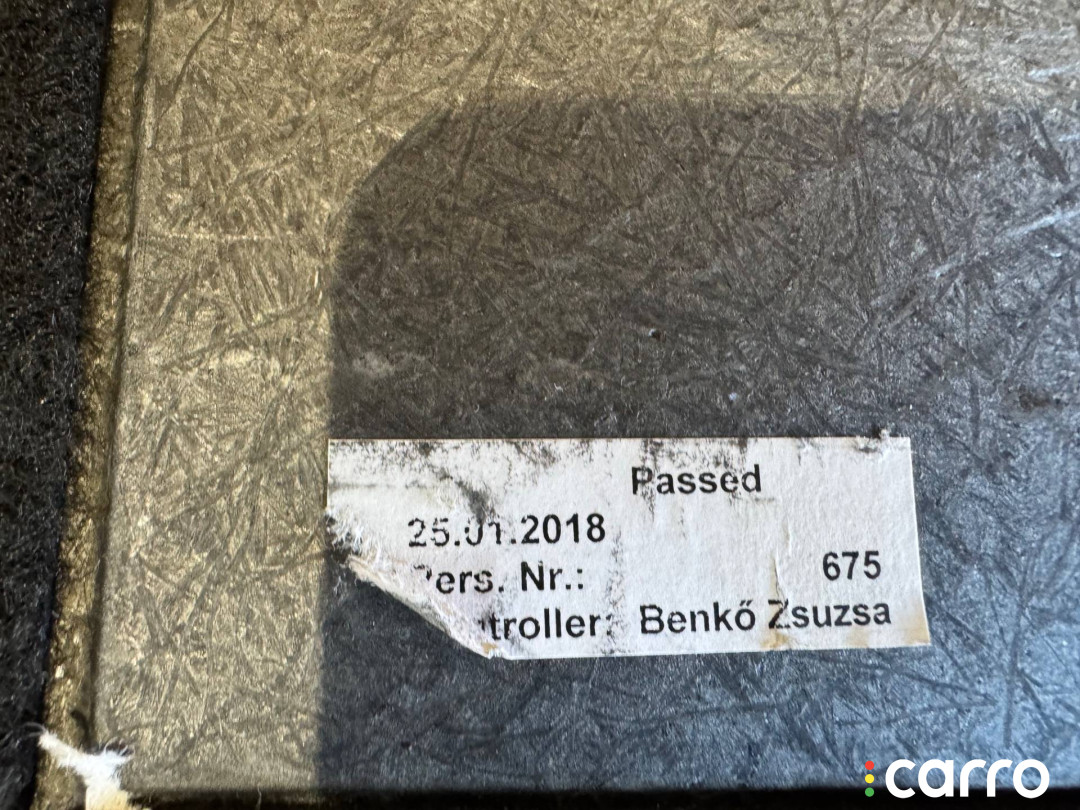 Passed
25.01.2018
Pers. Nr.: 675
troller: Benkő Zsuzsa
carro